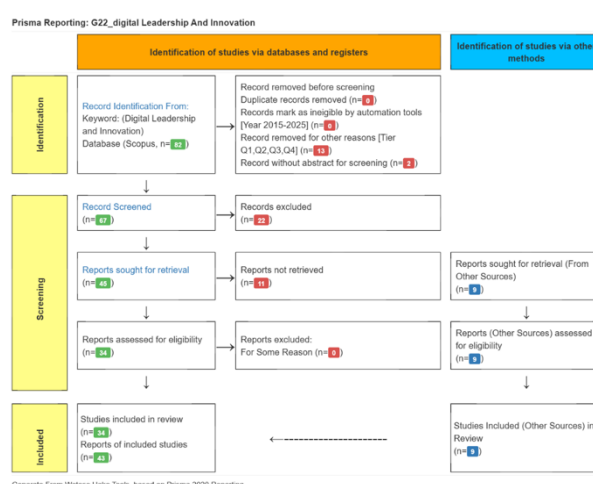 Prisma Reporting: G22_digital Leadership And Innovation
Identification of studies via databases and registers
Identification of studies via other
methods
Identification
Record Identification From:
Keyword: (Digital Leadership
and Innovation)
Database (Scopus, n= 82 )
Record removed before screening
Duplicate records removed (n= 0 )
Records mark as ineligible by automation tools
[Year 2015-2025] (n= 0 )
Record removed for other reasons [Tier
Q1,Q2,Q3,Q4] (n= 13 )
Record without abstract for screening (n= 2 )
Screening
Record Screened
(n= 67 )
Records excluded
(n= 22 )
Reports sought for retrieval
(n= 45 )
Reports not retrieved
(n= 11 )
Reports sought for retrieval (From
Other Sources)
(n= 9 )
Reports assessed for eligibility
(n= 34 )
Reports excluded:
For Some Reason (n= 0 )
Reports (Other Sources) assessed
for eligibility
(n= 9 )
Included
Studies included in review
(n= 34 )
Reports of included studies
(n= 43 )
Studies Included (Other Sources) in
Review
(n= 9 )